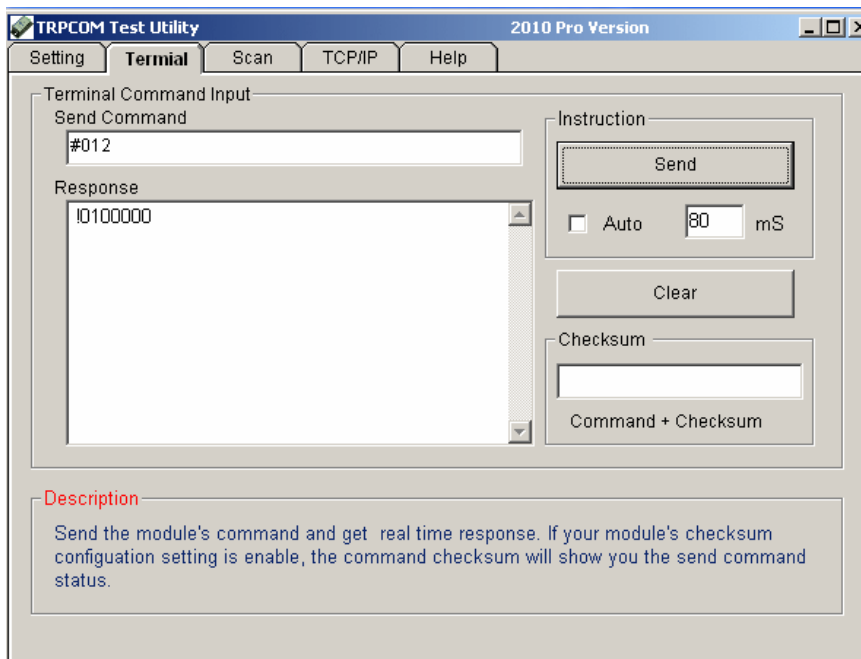 TRPCOM Test Utility 2010 Pro Version
Setting Termial Scan TCP/IP Help
Terminal Command Input
Send Command
#012
Response
!0100000
Instruction
Send
Auto 80 mS
Clear
Checksum
Command + Checksum
Description
Send the module's command and get real time response. If your module's checksum
configuation setting is enable, the command checksum will show you the send command
status.